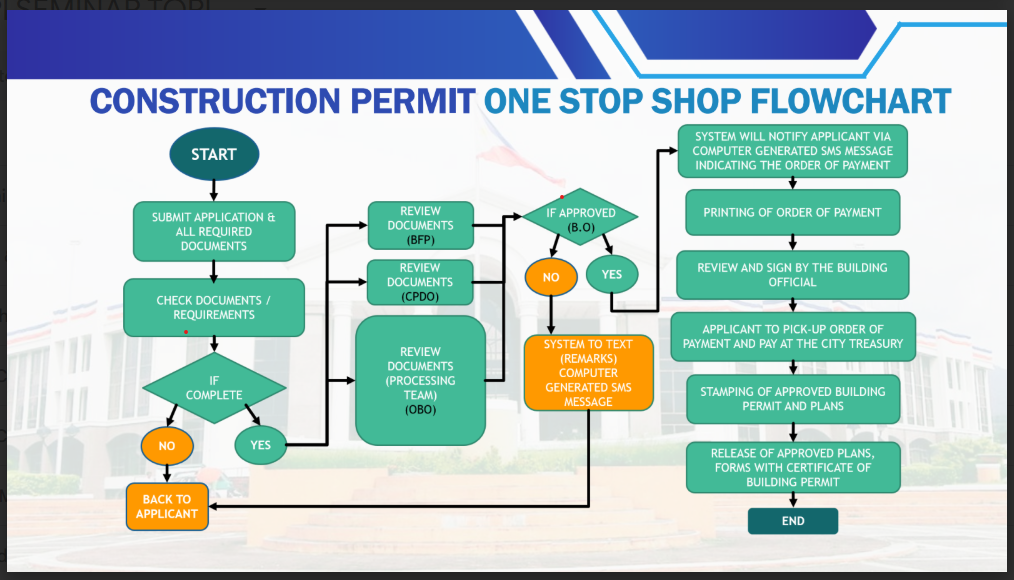 CONSTRUCTION PERMIT ONE STOP SHOP FLOWCHART
START
SUBMIT APPLICATION &
ALL REQUIRED
DOCUMENTS
CHECK DOCUMENTS /
REQUIREMENTS
IF
COMPLETE
NO
YES
BACK TO
APPLICANT
REVIEW
DOCUMENTS
(BFP)
REVIEW
DOCUMENTS
(CPDO)
REVIEW
DOCUMENTS
(PROCESSING
TEAM)
(OBO)
IF APPROVED
(B.O)
NO
YES
SYSTEM TO TEXT
(REMARKS)
COMPUTER
GENERATED SMS
MESSAGE
SYSTEM WILL NOTIFY APPLICANT VIA
COMPUTER GENERATED SMS MESSAGE
INDICATING THE ORDER OF PAYMENT
PRINTING OF ORDER OF PAYMENT
REVIEW AND SIGN BY THE BUILDING
OFFICIAL
APPLICANT TO PICK-UP ORDER OF
PAYMENT AND PAY AT THE CITY TREASURY
STAMPING OF APPROVED BUILDING
PERMIT AND PLANS
RELEASE OF APPROVED PLANS,
FORMS WITH CERTIFICATE OF
BUILDING PERMIT
END